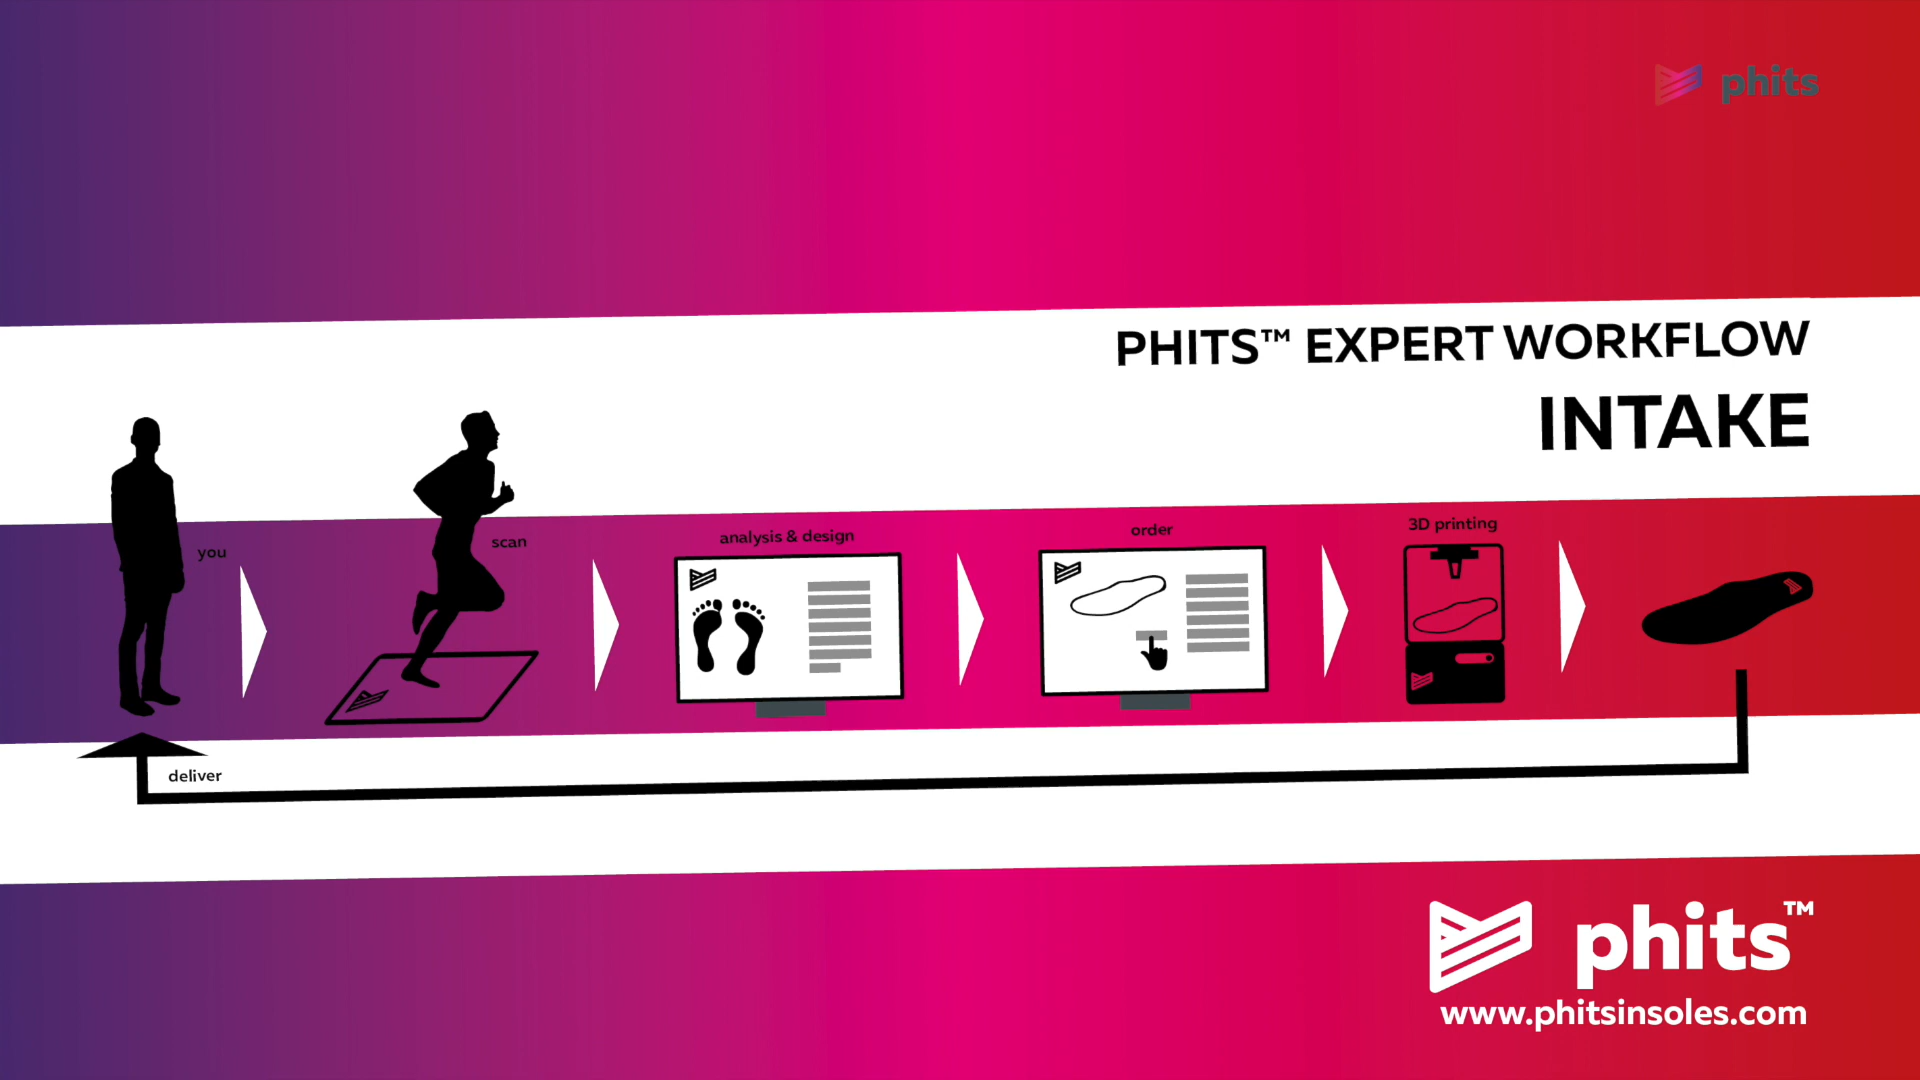 phits
PHITS™ EXPERT WORKFLOW
INTAKE
you
scan
analysis & design
order
3D printing
deliver
phits™
www.phitsinsoles.com